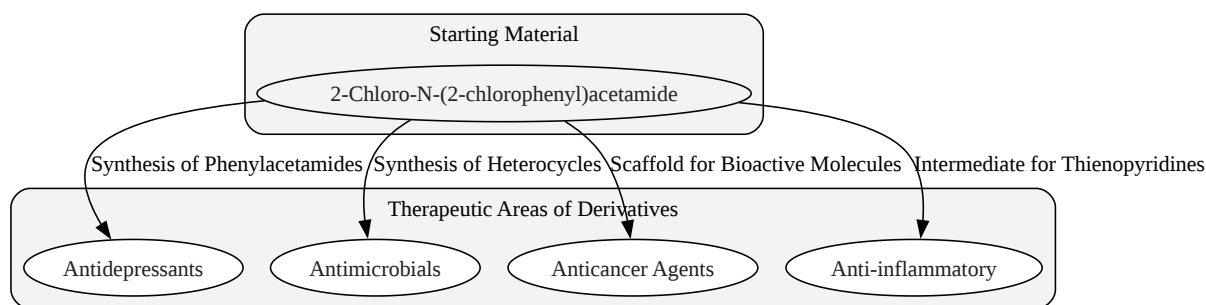 Starting Material
2-Chloro-N-(2-chlorophenyl)acetamide
Synthesis of Phenylacetamides
Synthesis of Heterocycles
Scaffold for Bioactive Molecules
Intermediate for Thienopyridines
Therapeutic Areas of Derivatives
Antidepressants
Antimicrobials
Anticancer Agents
Anti-inflammatory